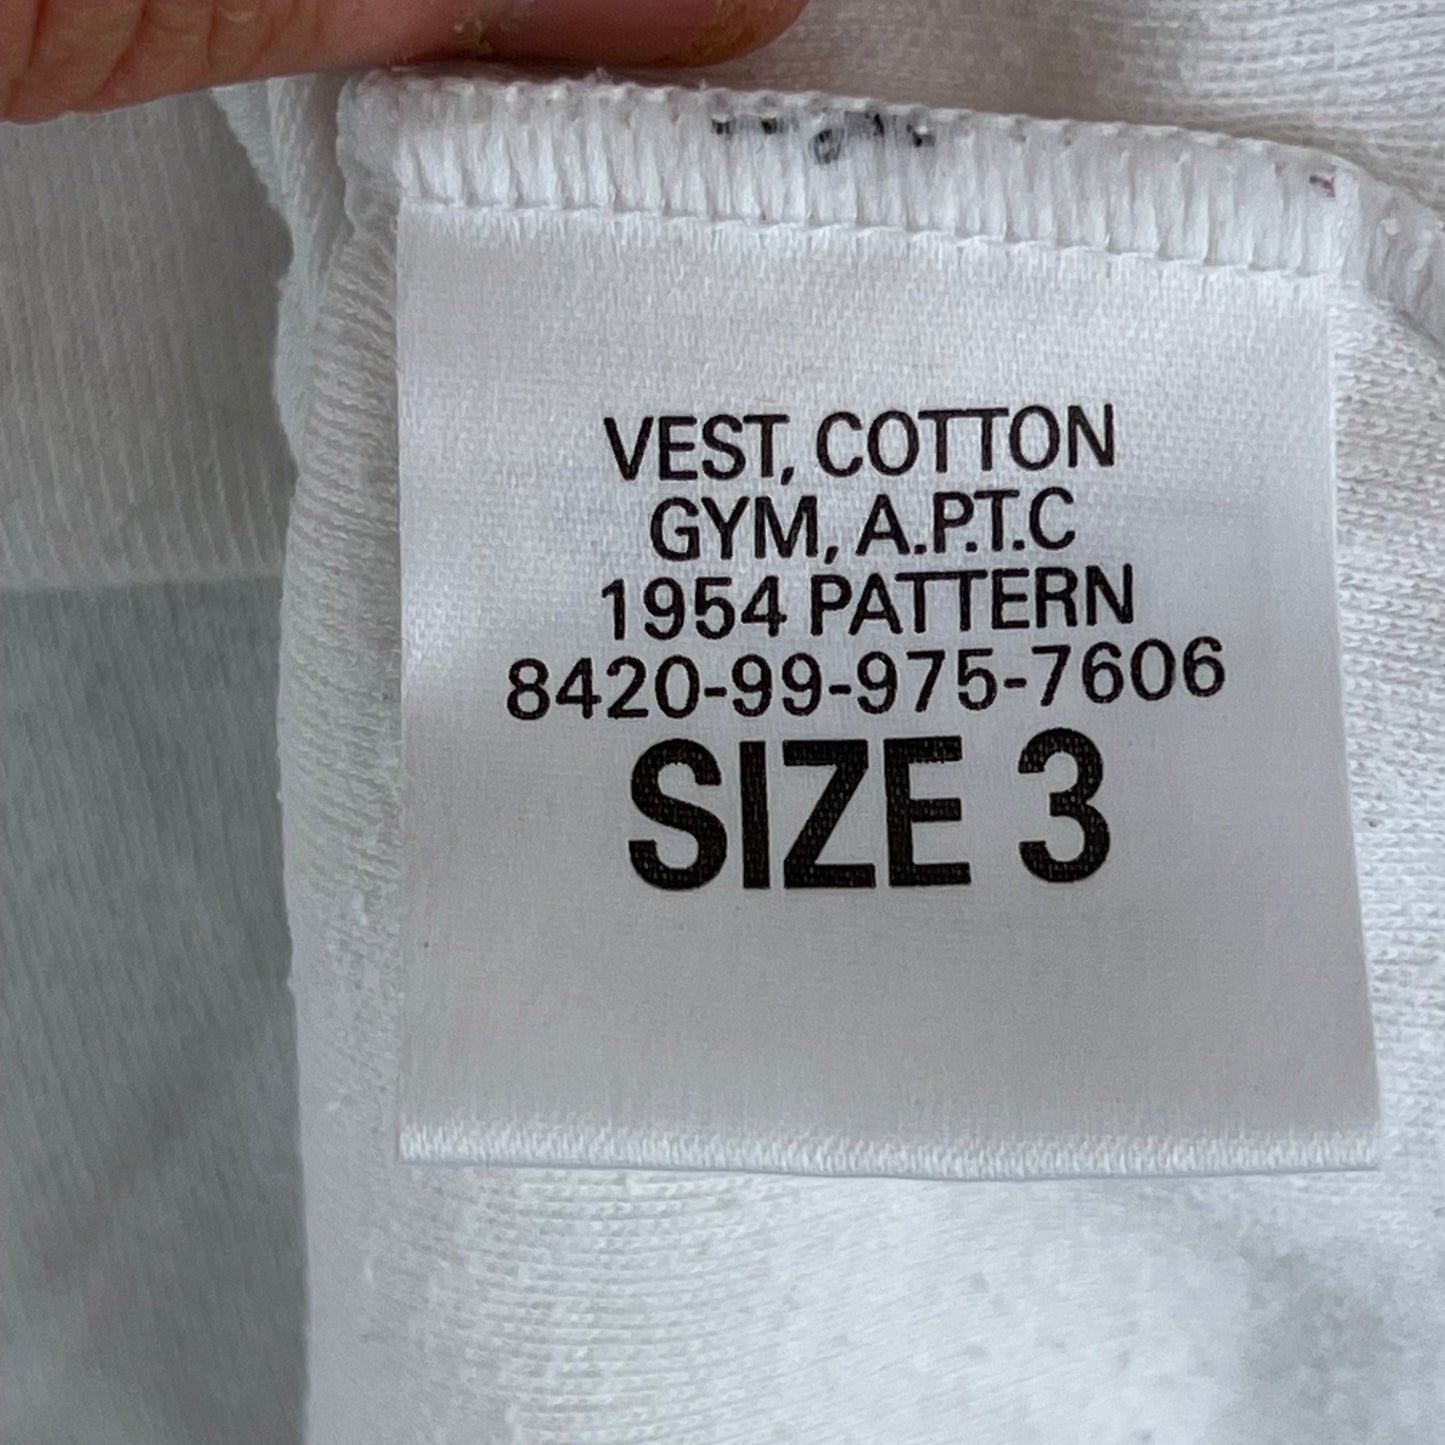 VEST, COTTON
GYM, A.P.T.C
1954 PATTERN
8420-99-975-7606
SIZE 3